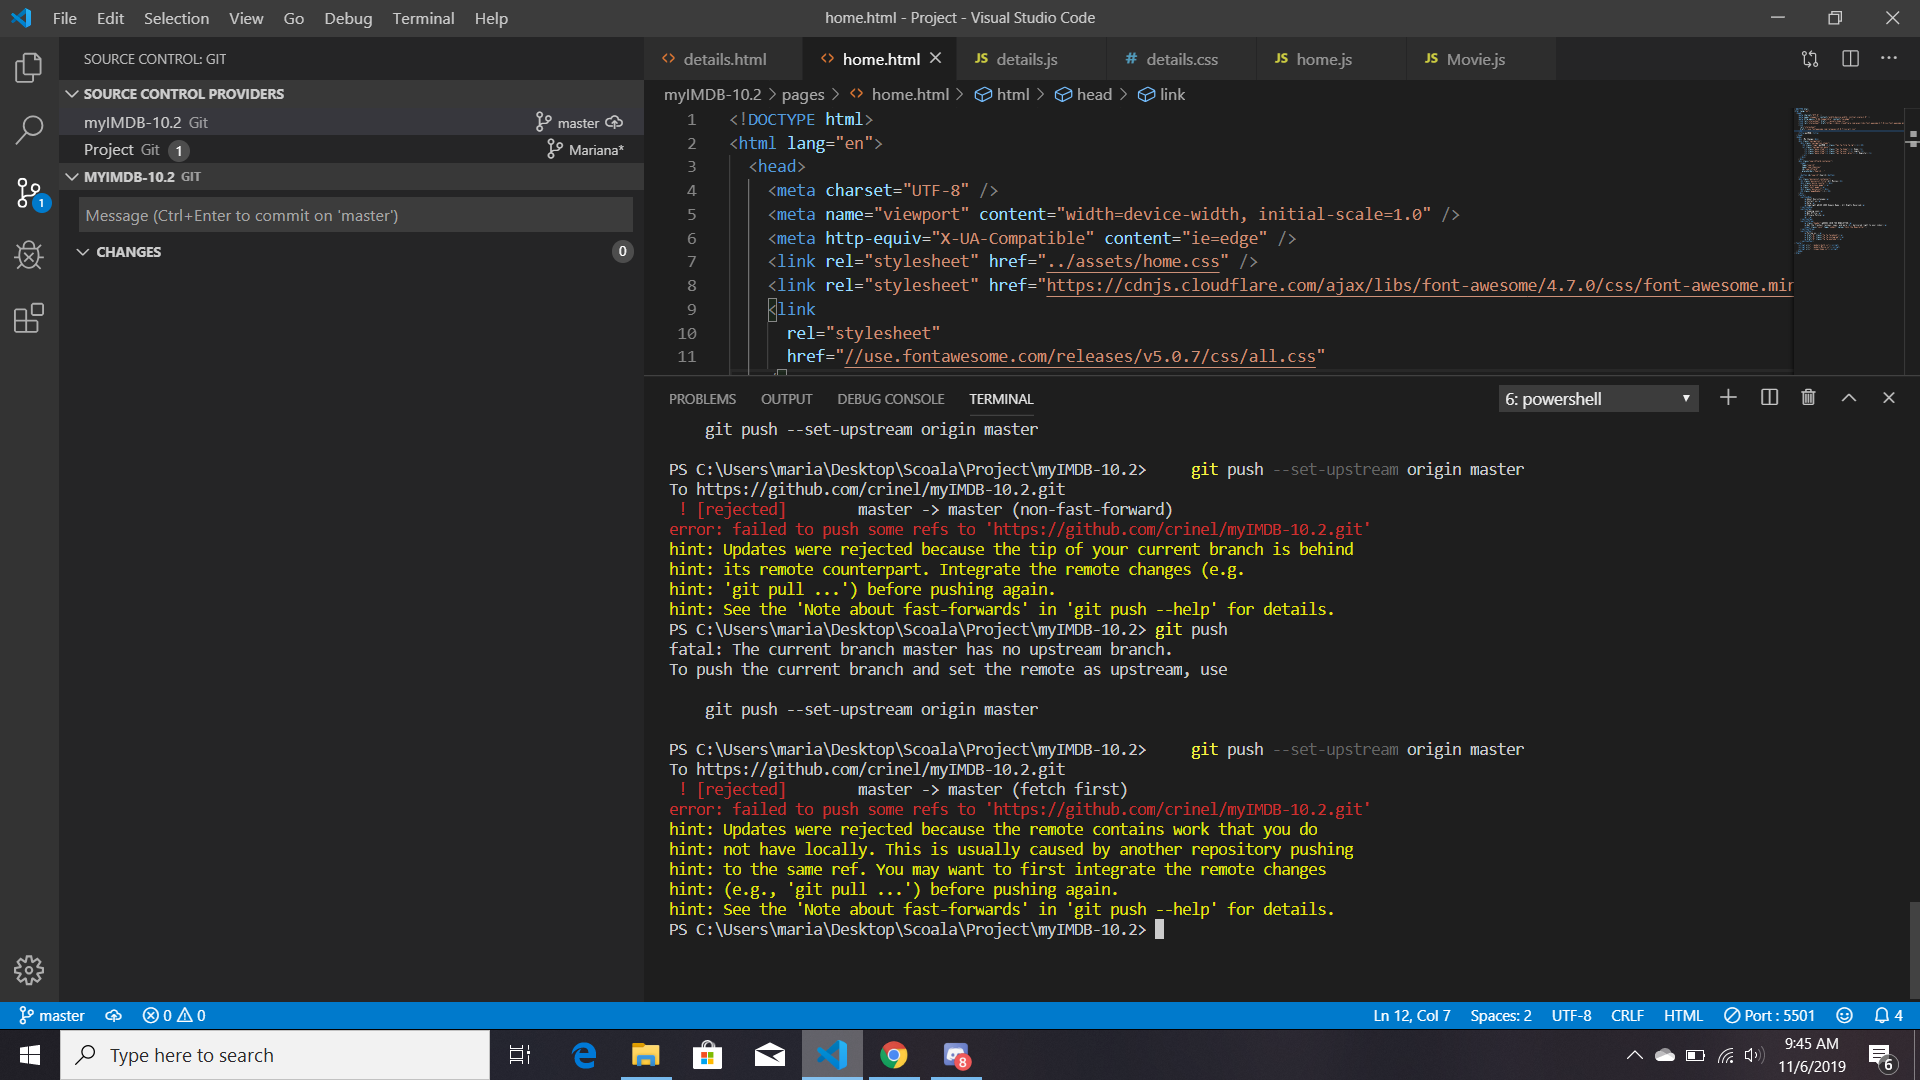 File Edit Selection View Go Debug Terminal Help
home.html - Project - Visual Studio Code
SOURCE CONTROL: GIT
SOURCE CONTROL PROVIDERS
myIMDB-10.2 Git master
Project Git 1 Mariana*
MYIMDB-10.2 GIT
Message (Ctrl+Enter to commit on 'master')
CHANGES 0
1
details.html home.html JS details.js # details.css JS home.js JS Movie.js
myIMDB-10.2 > pages > home.html > html > head > link
1 <!DOCTYPE html>
2 <html lang="en">
3 <head>
4 <meta charset="UTF-8" />
5 <meta name="viewport" content="width=device-width, initial-scale=1.0" />
6 <meta http-equiv="X-UA-Compatible" content="ie=edge" />
7 <link rel="stylesheet" href="../assets/home.css" />
8 <link rel="stylesheet" href="https://cdnjs.cloudflare.com/ajax/libs/font-awesome/4.7.0/css/font-awesome.min
9 <link
10 rel="stylesheet"
11 href="//use.fontawesome.com/releases/v5.0.7/css/all.css"
PROBLEMS OUTPUT DEBUG CONSOLE TERMINAL
6: powershell
git push --set-upstream origin master
PS C:\Users\maria\Desktop\Scoala\Project\myIMDB-10.2> git push --set-upstream origin master
To https://github.com/crinel/myIMDB-10.2.git
! [rejected] master -> master (non-fast-forward)
error: failed to push some refs to 'https://github.com/crinel/myIMDB-10.2.git'
hint: Updates were rejected because the tip of your current branch is behind
hint: its remote counterpart. Integrate the remote changes (e.g.
hint: 'git pull ...') before pushing again.
hint: See the 'Note about fast-forwards' in 'git push --help' for details.
PS C:\Users\maria\Desktop\Scoala\Project\myIMDB-10.2> git push
fatal: The current branch master has no upstream branch.
To push the current branch and set the remote as upstream, use
git push --set-upstream origin master
PS C:\Users\maria\Desktop\Scoala\Project\myIMDB-10.2> git push --set-upstream origin master
To https://github.com/crinel/myIMDB-10.2.git
! [rejected] master -> master (fetch first)
error: failed to push some refs to 'https://github.com/crinel/myIMDB-10.2.git'
hint: Updates were rejected because the remote contains work that you do
hint: not have locally. This is usually caused by another repository pushing
hint: to the same ref. You may want to first integrate the remote changes
hint: (e.g., 'git pull ...') before pushing again.
hint: See the 'Note about fast-forwards' in 'git push --help' for details.
PS C:\Users\maria\Desktop\Scoala\Project\myIMDB-10.2>
master 0 0
Ln 12, Col 7 Spaces: 2 UTF-8 CRLF HTML Port : 5501 4
Type here to search
8
9:45 AM
11/6/2019
6